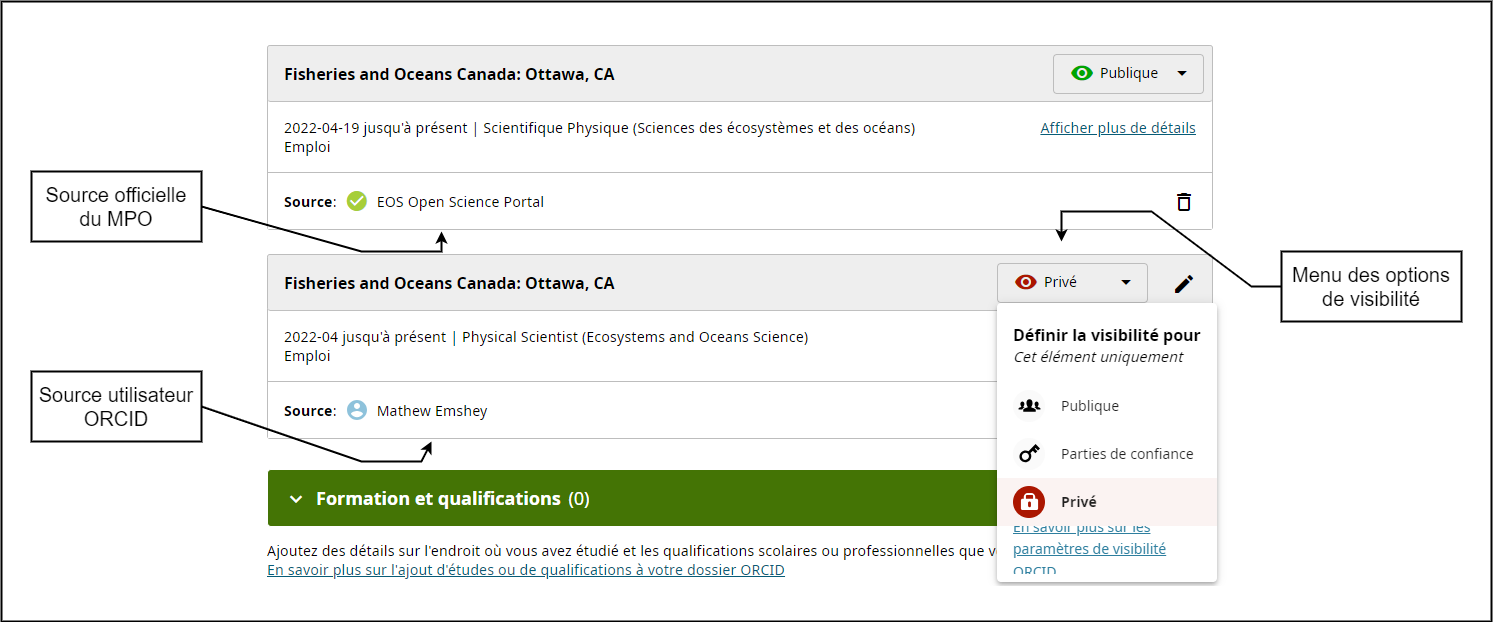 Fisheries and Oceans Canada: Ottawa, CA
Publique
2022-04-19 jusqu'à présent | Scientifique Physique (Sciences des écosystèmes et des océans)
Afficher plus de détails
Emploi
Source officielle
du MPO
Source: EOS Open Science Portal
Fisheries and Oceans Canada: Ottawa, CA
Privé
Menu des options
de visibilité
2022-04 jusqu'à présent | Physical Scientist (Ecosystems and Oceans Science)
Emploi
Définir la visibilité pour
Cet élément uniquement
Source utilisateur
ORCID
Source: Mathew Emshey
Publique
Parties de confiance
Privé
En savoir plus sur les
paramètres de visibilité
ORCID
Formation et qualifications (0)
Ajoutez des détails sur l'endroit où vous avez étudié et les qualifications scolaires ou professionnelles que
En savoir plus sur l'ajout d'études ou de qualifications à votre dossier ORCID